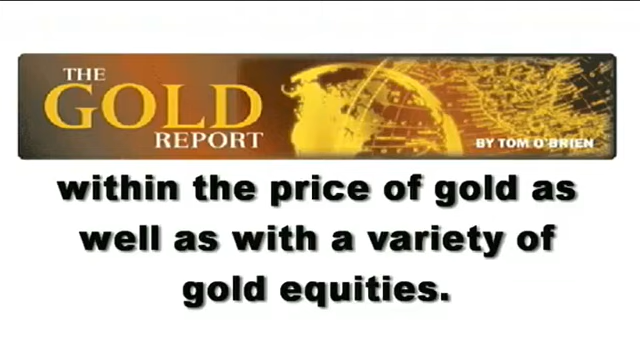 THE
GOLD
REPORT
BY TOM O'BRIEN
within the price of gold as
well as with a variety of
gold equities.